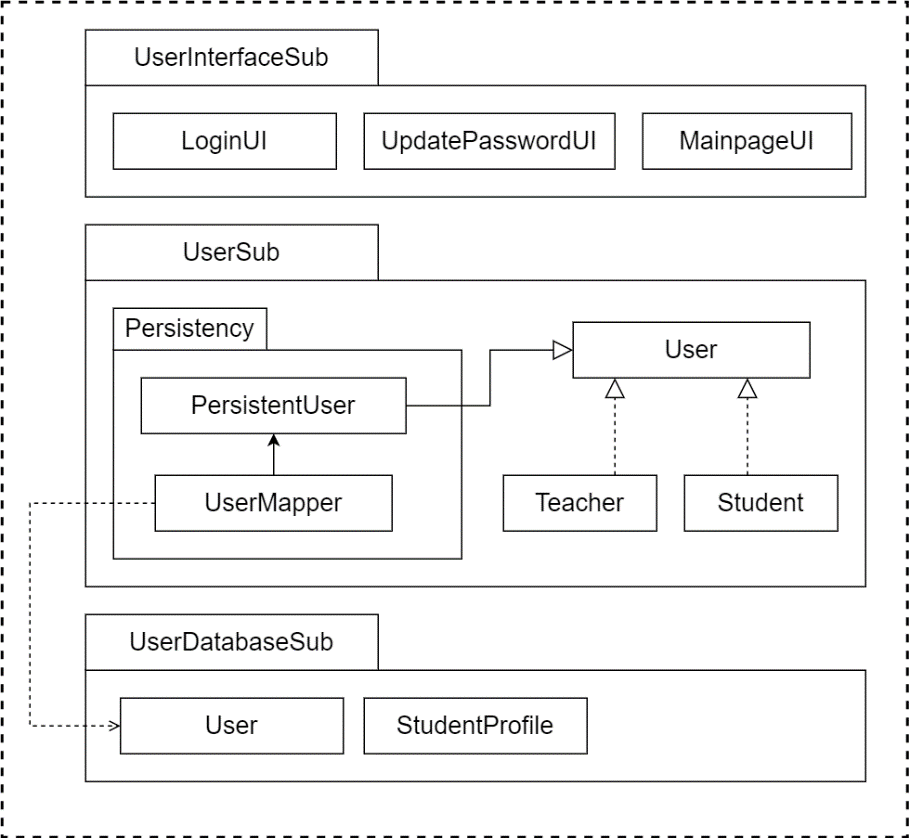 UserInterfaceSub
LoginUI
UpdatePasswordUI
MainpageUI
UserSub
Persistency
User
PersistentUser
UserMapper
Teacher
Student
UserDatabaseSub
User
StudentProfile